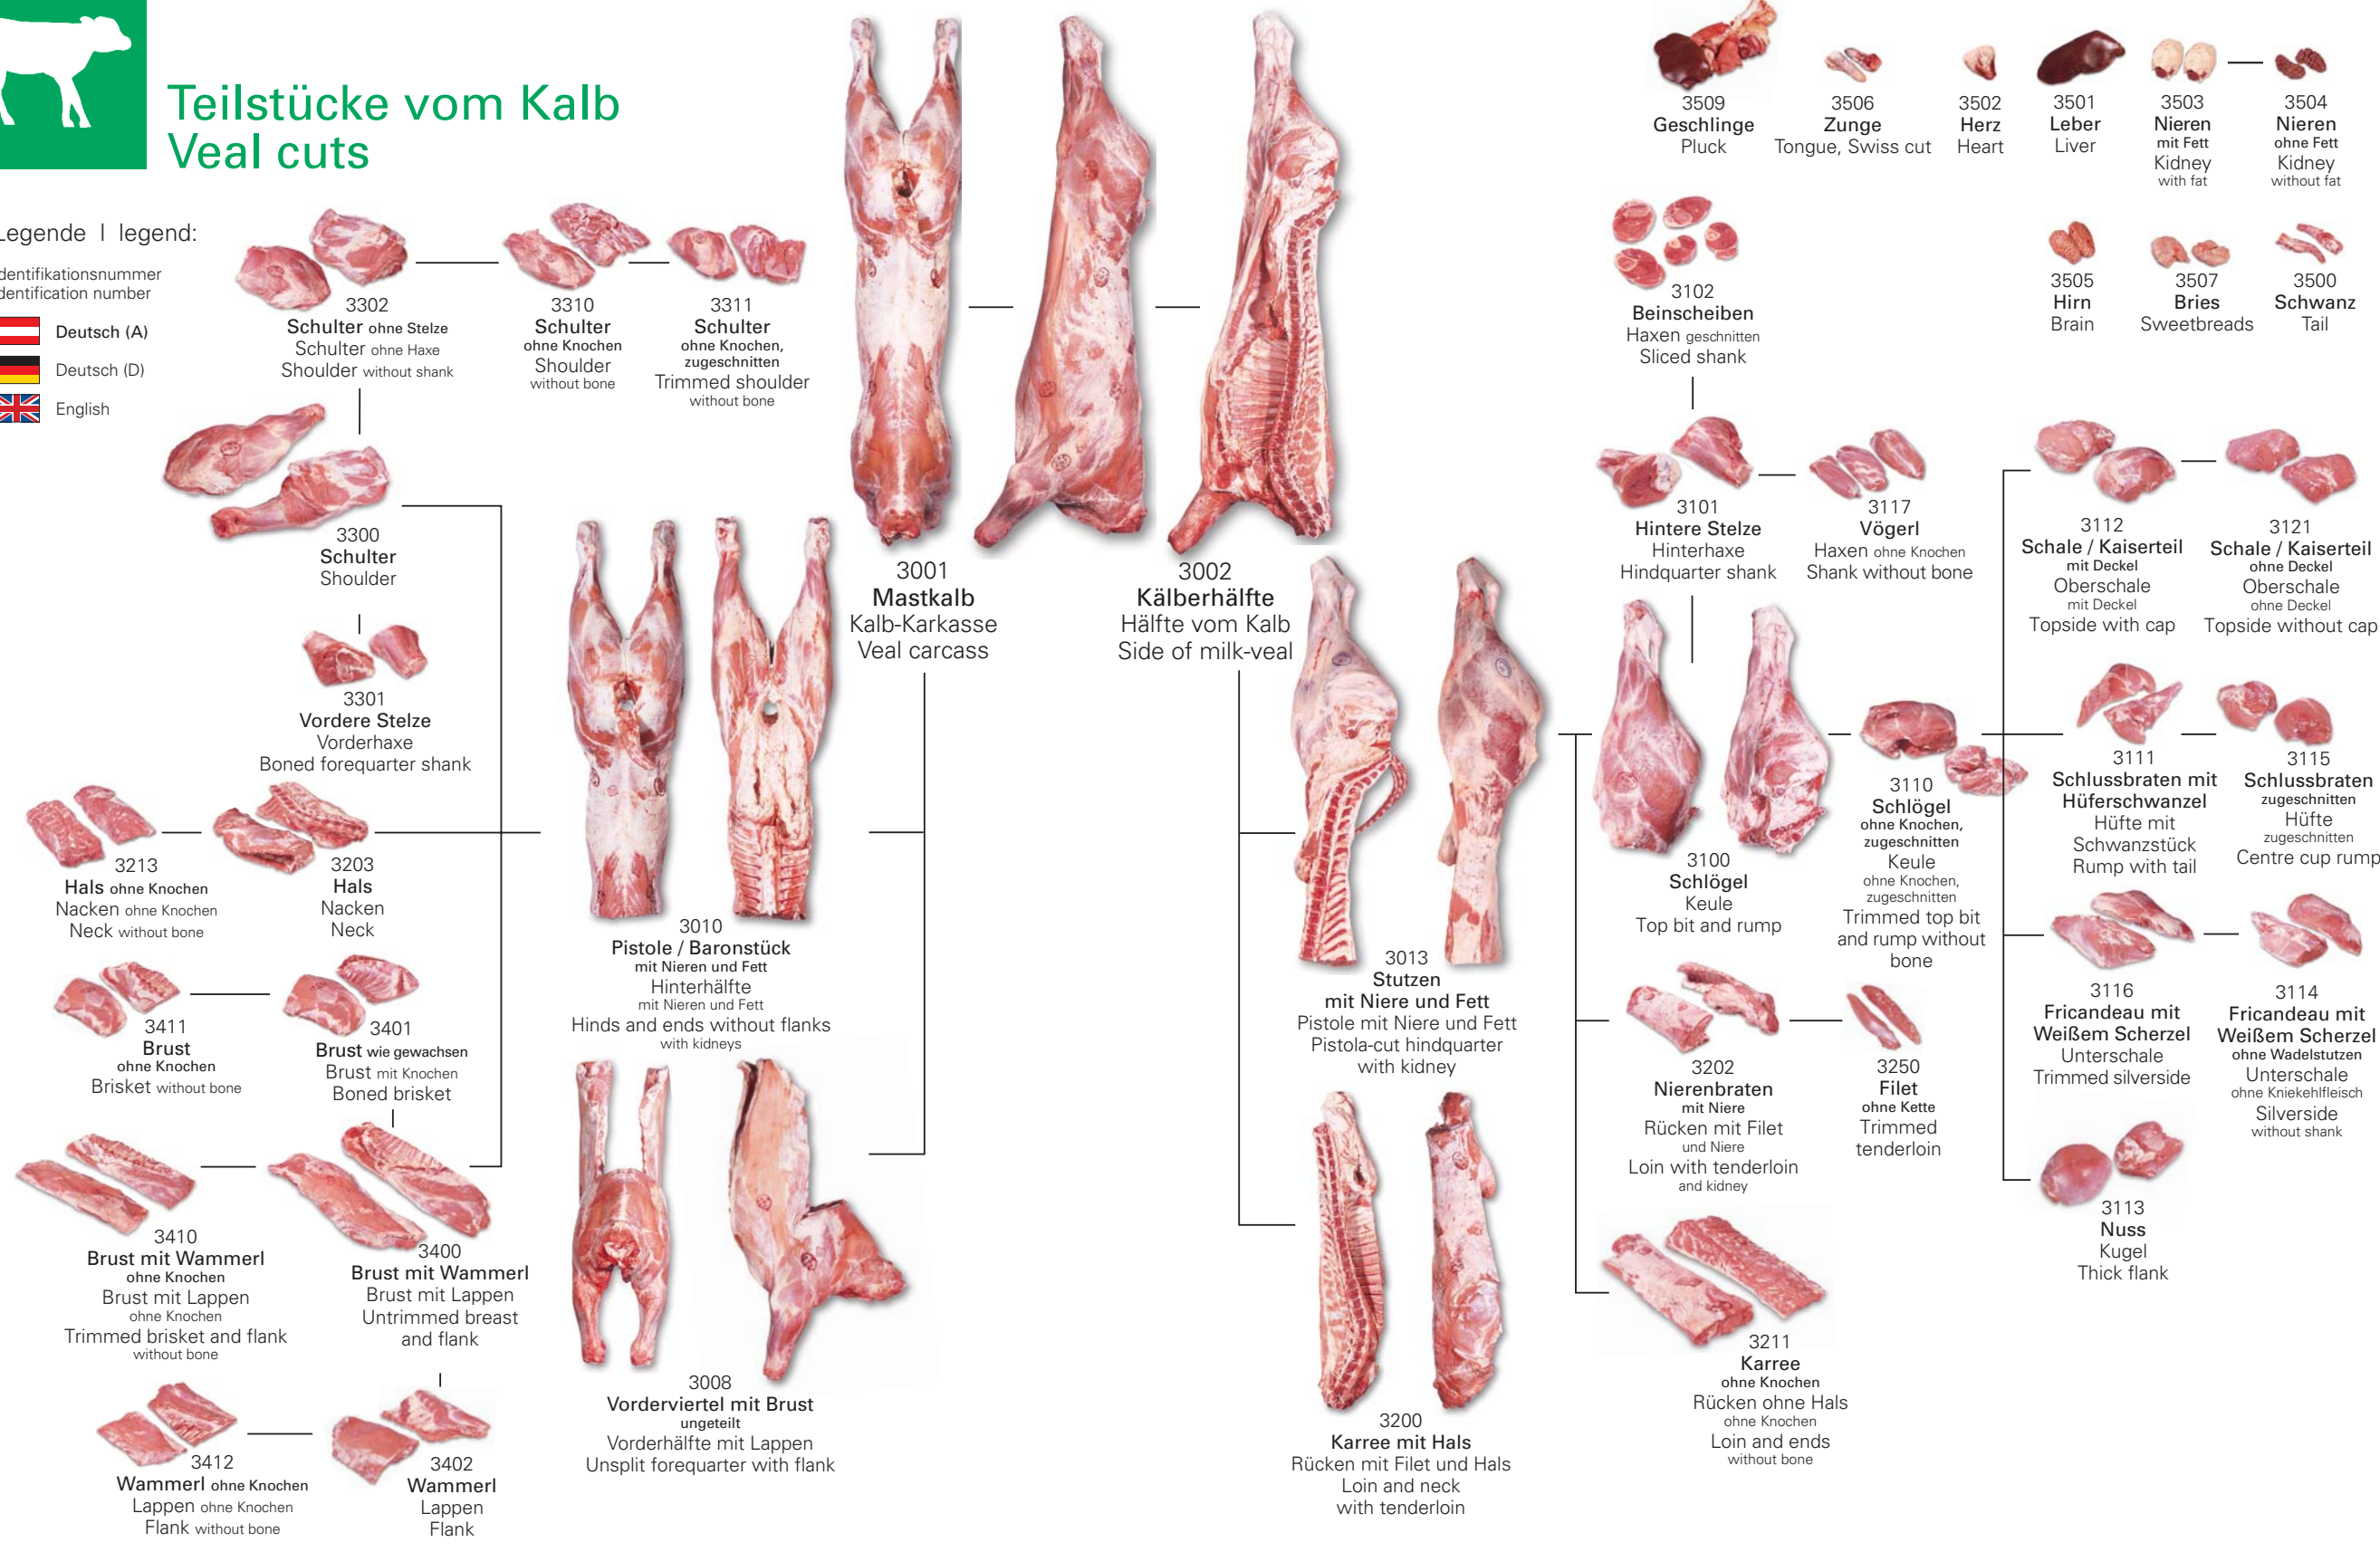 Teilstücke vom Kalb
Veal cuts
Legende | legend:
Identifikationsnummer
Identification number
Deutsch (A)
Deutsch (D)
English
3302
Schulter ohne Stelze
Schulter ohne Haxe
Shoulder without shank
3310
Schulter
ohne Knochen
Shoulder
without bone
3311
Schulter
ohne Knochen,
zugeschnitten
Trimmed shoulder
without bone
3300
Schulter
Shoulder
3301
Vordere Stelze
Vorderhaxe
Boned forequarter shank
3213
Hals ohne Knochen
Nacken ohne Knochen
Neck without bone
3203
Hals
Nacken
Neck
3411
Brust
ohne Knochen
Brisket without bone
3401
Brust wie gewachsen
Brust mit Knochen
Boned brisket
3410
Brust mit Wammerl
ohne Knochen
Brust mit Lappen
ohne Knochen
Trimmed brisket and flank
without bone
3400
Brust mit Wammerl
Brust mit Lappen
Untrimmed breast
and flank
3412
Wammerl ohne Knochen
Lappen ohne Knochen
Flank without bone
3402
Wammerl
Lappen
Flank
3001
Mastkalb
Kalb-Karkasse
Veal carcass
3002
Kälberhälfte
Hälfte vom Kalb
Side of milk-veal
3010
Pistole / Baronstück
mit Nieren und Fett
Hinterhälfte
mit Nieren und Fett
Hinds and ends without flanks
with kidneys
3008
Vorderviertel mit Brust
ungeteilt
Vorderhälfte mit Lappen
Unsplit forequarter with flank
3013
Stutzen
mit Niere und Fett
Pistole mit Niere und Fett
Pistola-cut hindquarter
with kidney
3200
Karree mit Hals
Rücken mit Filet und Hals
Loin and neck
with tenderloin
3509
Geschlinge
Pluck
3506
Zunge
Tongue, Swiss cut
3502
Herz
Heart
3501
Leber
Liver
3503
Nieren
mit Fett
Kidney
with fat
3504
Nieren
ohne Fett
Kidney
without fat
3505
Hirn
Brain
3507
Bries
Sweetbreads
3500
Schwanz
Tail
3102
Beinscheiben
Haxen geschnitten
Sliced shank
3101
Hintere Stelze
Hinterhaxe
Hindquarter shank
3117
Vögerl
Haxen ohne Knochen
Shank without bone
3112
Schale / Kaiserteil
mit Deckel
Oberschale
mit Deckel
Topside with cap
3121
Schale / Kaiserteil
ohne Deckel
Oberschale
ohne Deckel
Topside without cap
3100
Schlögel
Keule
Top bit and rump
3110
Schlögel
ohne Knochen,
zugeschnitten
Keule
ohne Knochen,
zugeschnitten
Trimmed top bit
and rump without
bone
3111
Schlussbraten mit
Hüferschwanzel
Hüfte mit
Schwanzstück
Rump with tail
3115
Schlussbraten
zugeschnitten
Hüfte
zugeschnitten
Centre cup rump
3202
Nierenbraten
mit Niere
Rücken mit Filet
und Niere
Loin with tenderloin
and kidney
3250
Filet
ohne Kette
Trimmed
tenderloin
3116
Fricandeau mit
Weißem Scherzel
Unterschale
Trimmed silverside
3114
Fricandeau mit
Weißem Scherzel
ohne Wadelstutzen
Unterschale
ohne Kniekehlfleisch
Silverside
without shank
3113
Nuss
Kugel
Thick flank
3211
Karree
ohne Knochen
Rücken ohne Hals
ohne Knochen
Loin and ends
without bone